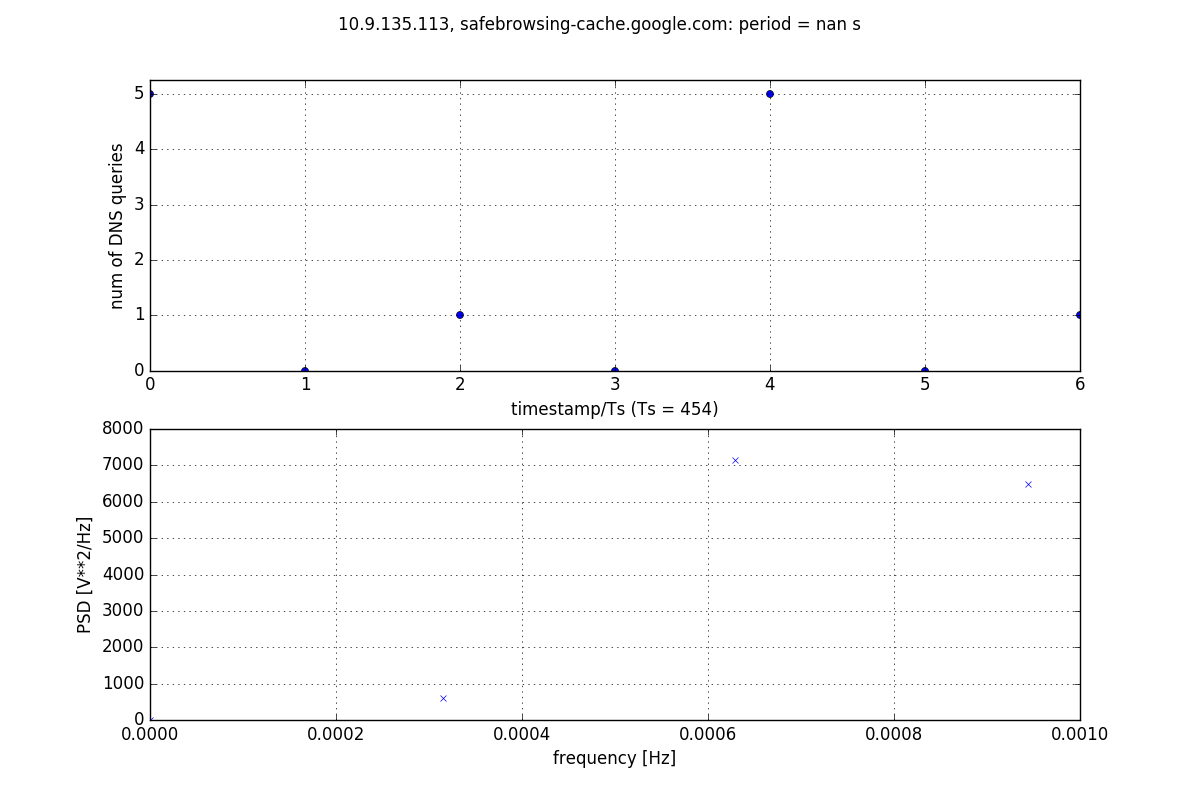 10.9.135.113, safebrowsing-cache.google.com: period = nan s
num of DNS queries
5
4
3
2
1
0
0 1 2 3 4 5 6
timestamp/Ts (Ts = 454)
PSD [V**2/Hz]
8000
7000
6000
5000
4000
3000
2000
1000
0
0.0000 0.0002 0.0004 0.0006 0.0008 0.0010
frequency [Hz]